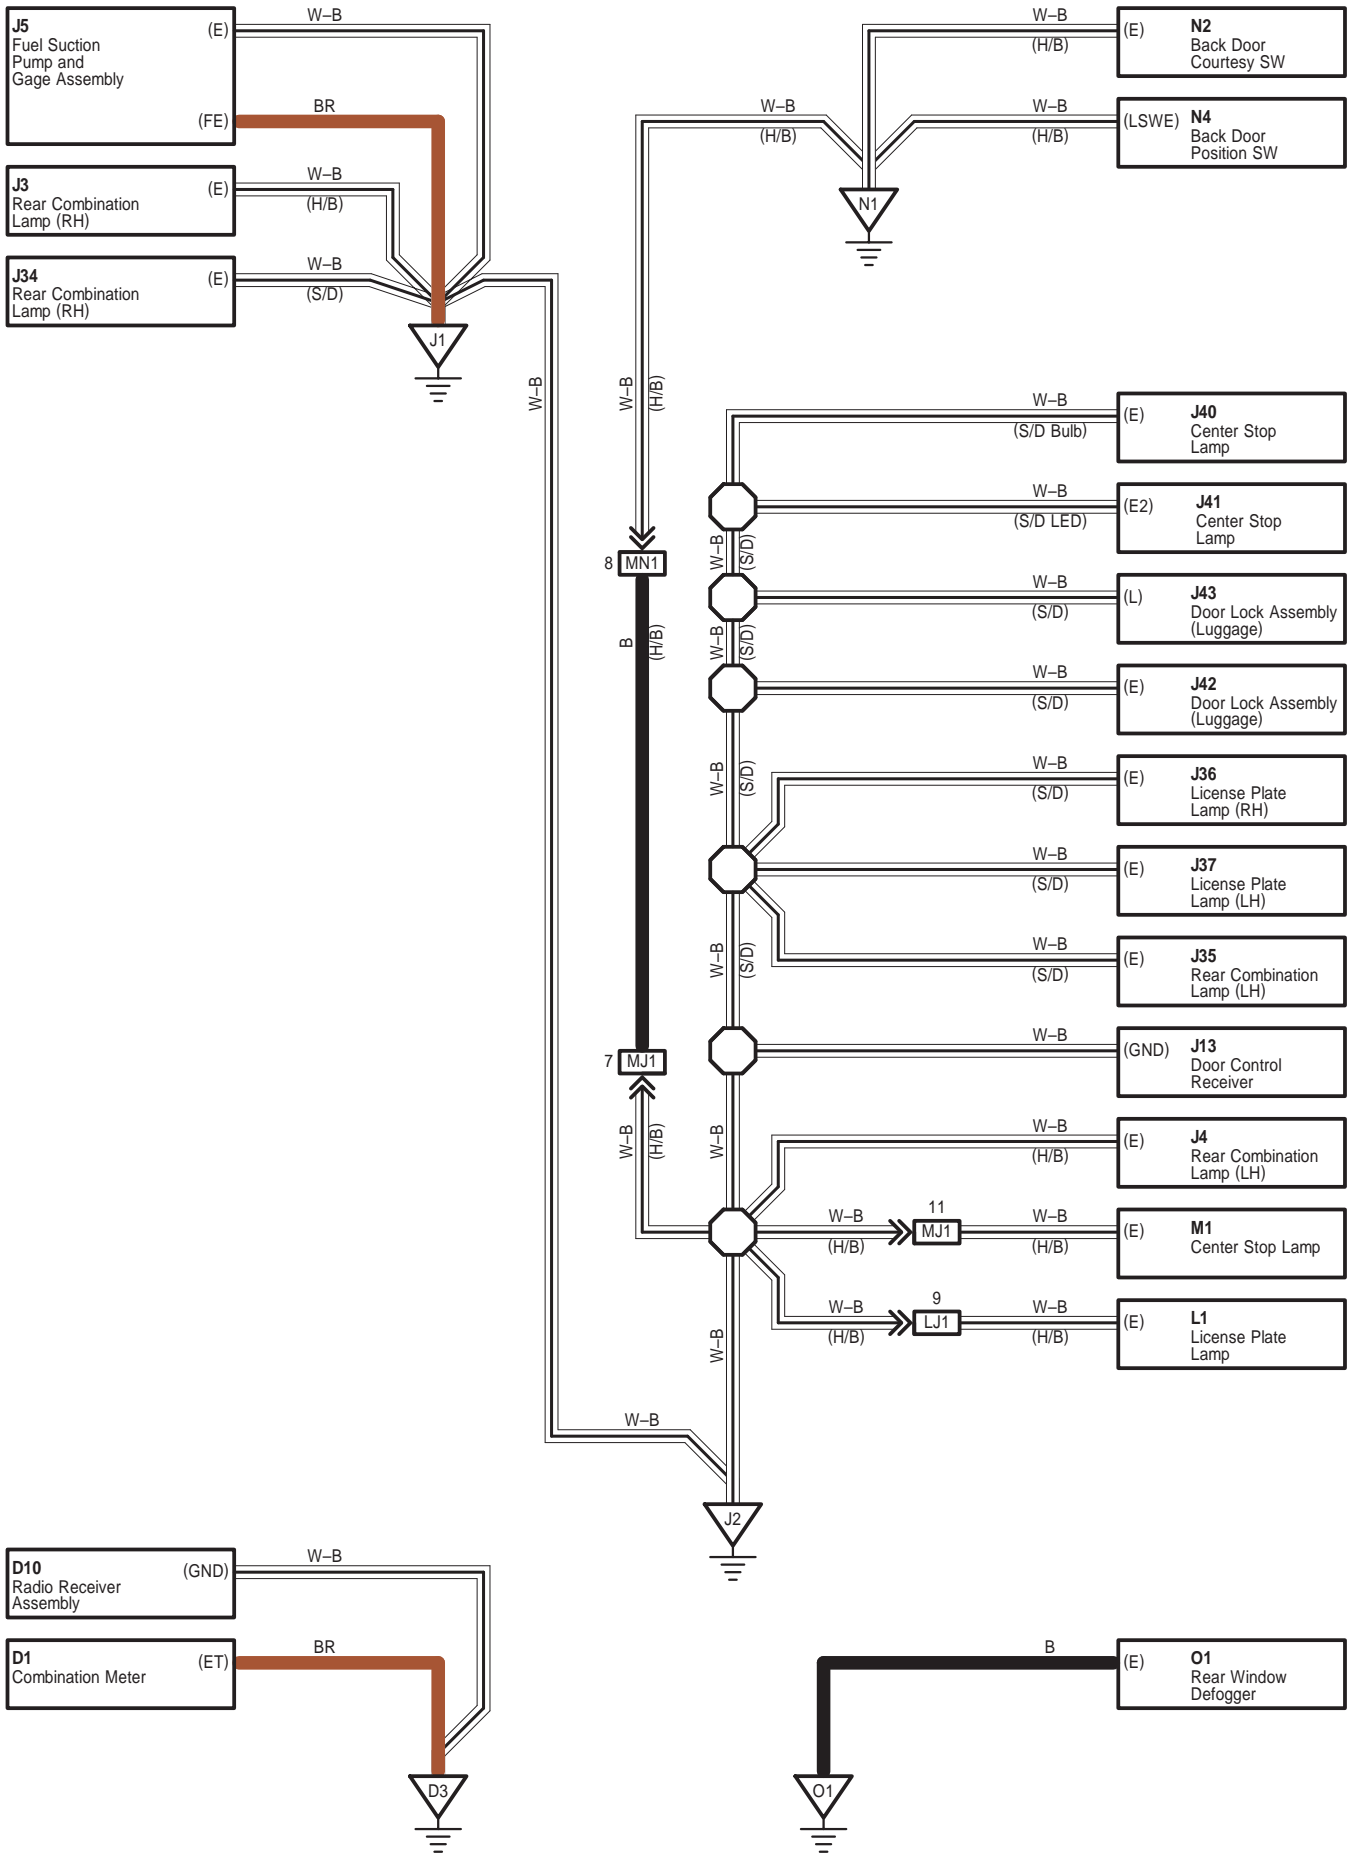 J5 (E)
Fuel Suction
Pump and
Gage Assembly
(FE)
W–B
BR
J3 (E)
Rear Combination
Lamp (RH)
W–B
(H/B)
J34 (E)
Rear Combination
Lamp (RH)
W–B
(S/D)
J1
W–B
W–B
(H/B)
(E) N2
Back Door
Courtesy SW
W–B
(H/B)
W–B
(H/B)
(LSWE) N4
Back Door
Position SW
N1
W–B
(H/B)
8 MN1
B
(H/B)
7 MJ1
W–B
(H/B)
W–B
(S/D Bulb)
(E) J40
Center Stop
Lamp
W–B
(S/D LED)
(E2) J41
Center Stop
Lamp
W–B
(S/D)
W–B
(S/D)
(L) J43
Door Lock Assembly
(Luggage)
W–B
(S/D)
W–B
(S/D)
(E) J42
Door Lock Assembly
(Luggage)
W–B
(S/D)
W–B
(S/D)
(E) J36
License Plate
Lamp (RH)
W–B
(S/D)
(E) J37
License Plate
Lamp (LH)
W–B
(S/D)
W–B
(S/D)
(E) J35
Rear Combination
Lamp (LH)
W–B
(GND) J13
Door Control
Receiver
W–B
W–B
(H/B)
(E) J4
Rear Combination
Lamp (LH)
W–B
(H/B)
11
MJ1
W–B
(H/B)
(E) M1
Center Stop Lamp
W–B
(H/B)
9
LJ1
W–B
(H/B)
(E) L1
License Plate
Lamp
W–B
W–B
J2
D10 (GND)
Radio Receiver
Assembly
W–B
D1 (ET)
Combination Meter
BR
D3
B
(E) O1
Rear Window
Defogger
O1